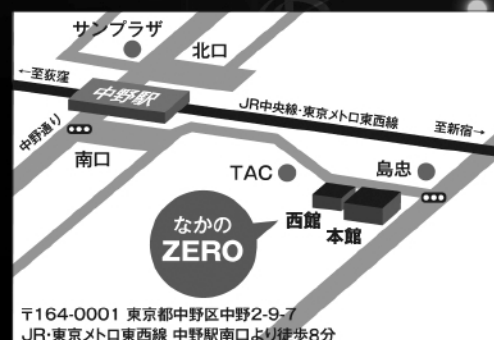 サンプラザ
北口
←至荻窪
中野駅
JR中央線・東京メトロ東西線
至新宿→
中野通り
南口
TAC
島忠
西館
本館
なかの
ZERO
〒164-0001 東京都中野区中野2-9-7
JR・東京メトロ東西線 中野駅南口より徒歩8分